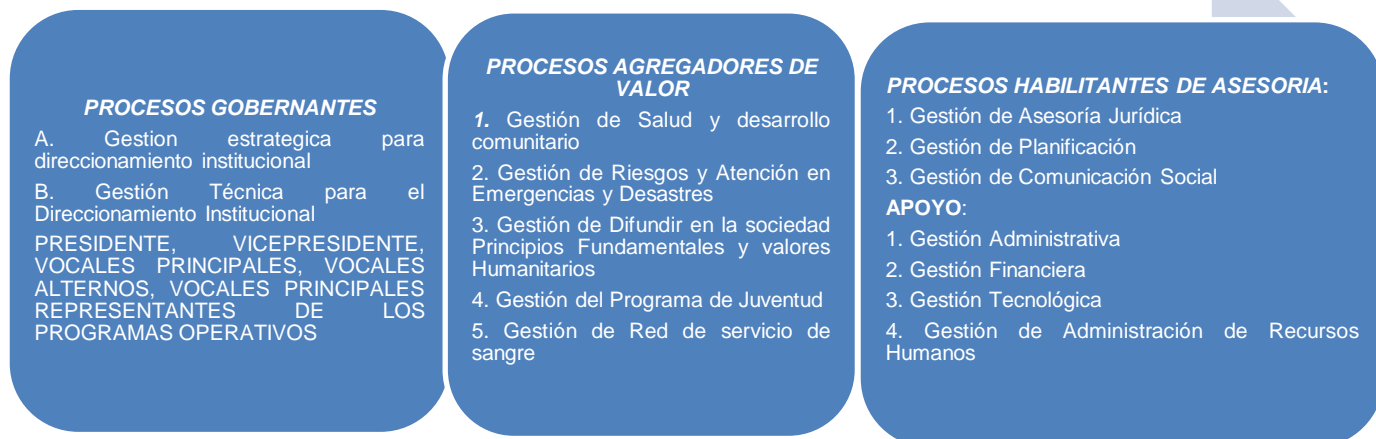 PROCESOS GOBERNANTES
A. Gestion estrategica para
direccionamiento institucional
B. Gestión Técnica para el
Direccionamiento Institucional
PRESIDENTE, VICEPRESIDENTE,
VOCALES PRINCIPALES, VOCALES
ALTERNOS, VOCALES PRINCIPALES
REPRESENTANTES DE LOS
PROGRAMAS OPERATIVOS
PROCESOS AGREGADORES DE
VALOR
1. Gestión de Salud y desarrollo
comunitario
2. Gestión de Riesgos y Atención en
Emergencias y Desastres
3. Gestión de Difundir en la sociedad
Principios Fundamentales y valores
Humanitarios
4. Gestión del Programa de Juventud
5. Gestión de Red de servicio de
sangre
PROCESOS HABILITANTES DE ASESORIA:
1. Gestión de Asesoría Jurídica
2. Gestión de Planificación
3. Gestión de Comunicación Social
APOYO:
1. Gestión Administrativa
2. Gestión Financiera
3. Gestión Tecnológica
4. Gestión de Administración de Recursos
Humanos